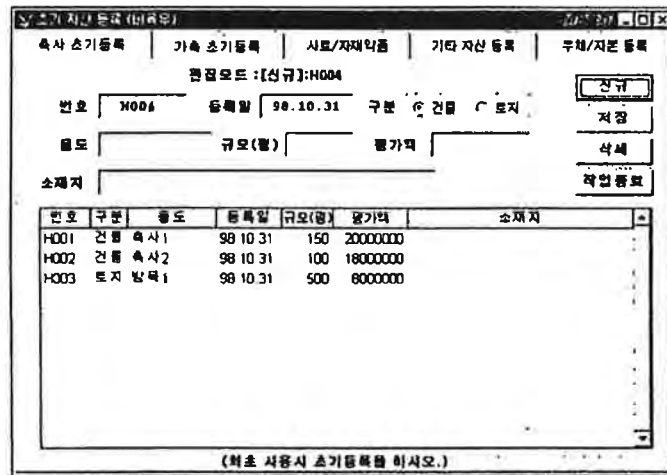 초기 자산 등록 (비육우)
축사 초기등록 가축 초기등록 사료/자재약품 기타 자산 등록 부채/자본 등록
편집모드 :[신규]:H004
신규
번호 등록일 98.10.31 구분 건물 토지
저장
용도 규모(평) 평가액
삭제
소재지
작업종료
번호 구분 용도 등록일 규모(평) 평가액 소재지
H001 건물 축사1 98 10 31 150 20000000
H002 건물 축사2 98 10 31 100 18000000
H003 토지 방목1 98 10 31 500 8000000
(최초 사용시 초기등록을 하시오.)